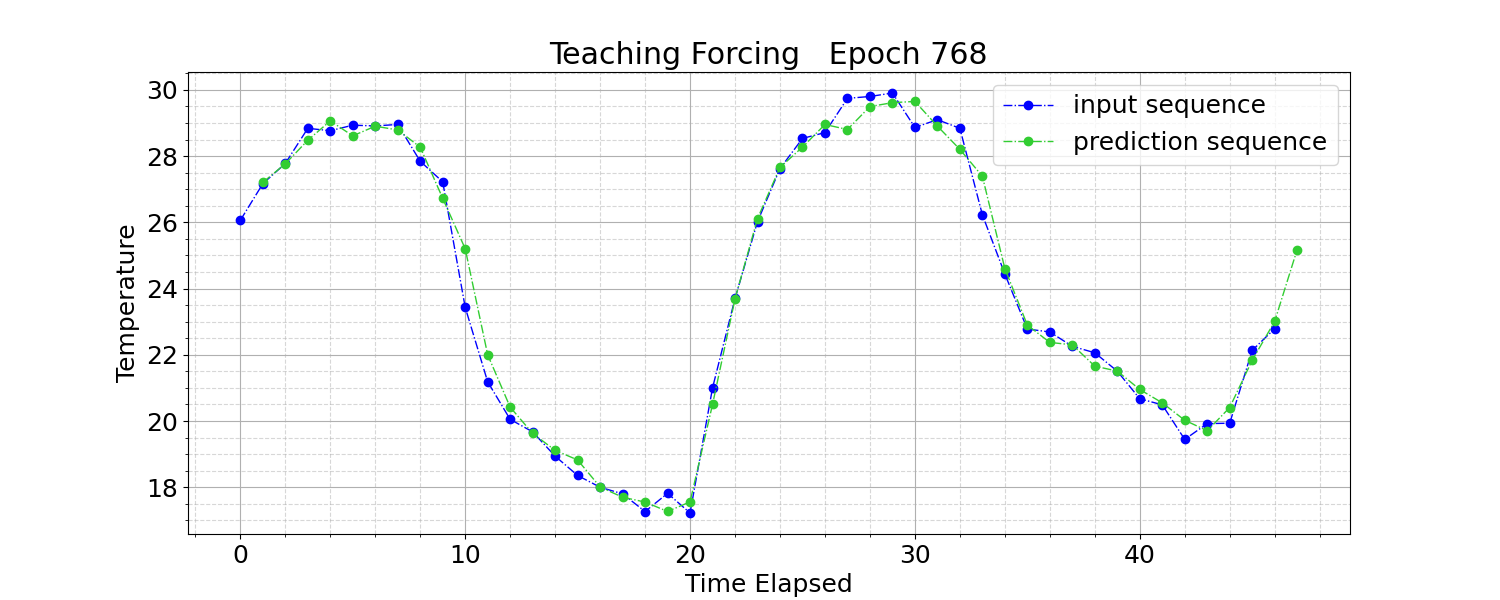 Teaching Forcing   Epoch 768
30
28
26
24
22
20
18
Temperature
input sequence
prediction sequence
0 10 20 30 40
Time Elapsed